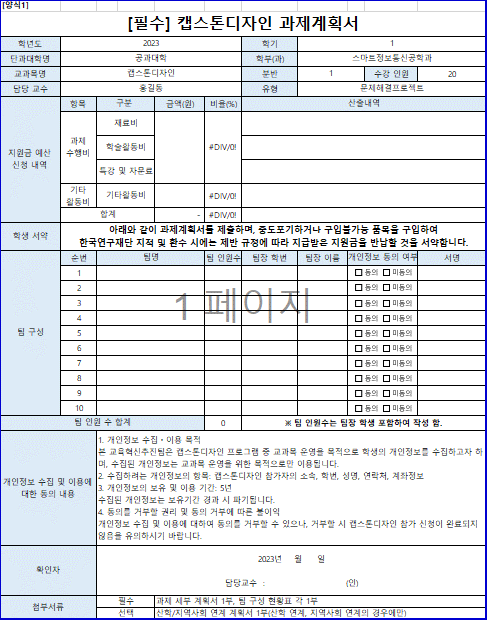 [양식1]
[필수] 캡스톤디자인 과제계획서
학년도 2023 학기 1
단과대학명 공과대학 학부(과) 스마트정보통신공학과
교과목명 캡스톤디자인 분반 1 수강 인원 20
담당 교수 홍길동 유형 문제해결프로젝트
지원금 예산 신청 내역 항목 구분 금액(원) 비율(%) 산출내역
과제 수행비 재료비 #DIV/0!
학술활동비
특강 및 자문료
기타 활동비 기타활동비 #DIV/0!
합계 - #DIV/0!
학생 서약 아래와 같이 과제계획서를 제출하며, 중도포기하거나 구입불가능 품목을 구입하여
한국연구재단 지적 및 환수 시에는 제반 규정에 따라 지급받은 지원금을 반납할 것을 서약합니다.
팀 구성 순번 팀명 팀 인원수 팀장 학번 팀장 이름 개인정보 동의 여부 서명
1 □ 동의 □ 미동의
2 □ 동의 □ 미동의
3 □ 동의 □ 미동의
4 □ 동의 □ 미동의
5 □ 동의 □ 미동의
6 □ 동의 □ 미동의
7 □ 동의 □ 미동의
8 □ 동의 □ 미동의
9 □ 동의 □ 미동의
10 □ 동의 □ 미동의
1 페이지
팀 인원 수 합계 0 ※ 팀 인원수는 팀장 학생 포함하여 작성 함.
개인정보 수집 및 이용에 대한 동의 내용
1. 개인정보 수집・이용 목적
본 교육혁신추진팀은 캡스톤디자인 프로그램 중 교과목 운영을 목적으로 학생의 개인정보를 수집하고자 하
며, 수집된 개인정보는 교과목 운영을 위한 목적으로만 이용됩니다.
2. 수집하려는 개인정보의 항목: 캡스톤디자인 참가자의 소속, 학번, 성명, 연락처, 계좌정보
3. 개인정보의 보유 및 이용 기간: 5년
수집된 개인정보는 보유기간 경과 시 파기됩니다.
4. 동의를 거부할 권리 및 동의 거부에 따른 불이익
개인정보 수집 및 이용에 대하여 동의를 거부할 수 있으나, 거부할 시 캡스톤디자인 참가 신청이 완료되지
않음을 유의하시기 바랍니다.
확인자 2023년 월 일
담당교수 : (인)
첨부서류 필수 과제 세부 계획서 1부, 팀 구성 현황표 각 1부
선택 산학/지역사회 연계 계획서 1부(산학 연계, 지역사회 연계의 경우에만)